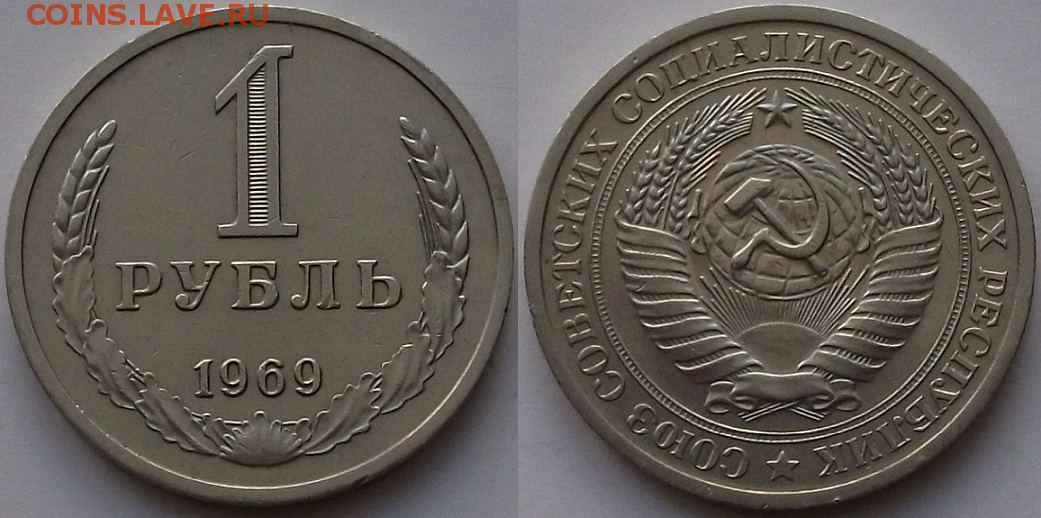 COINS.LAVE.RU
1
РУБЛЬ
1969
СОЮЗ СОВЕТСКИХ СОЦИАЛИСТИЧЕСКИХ РЕСПУБЛИК